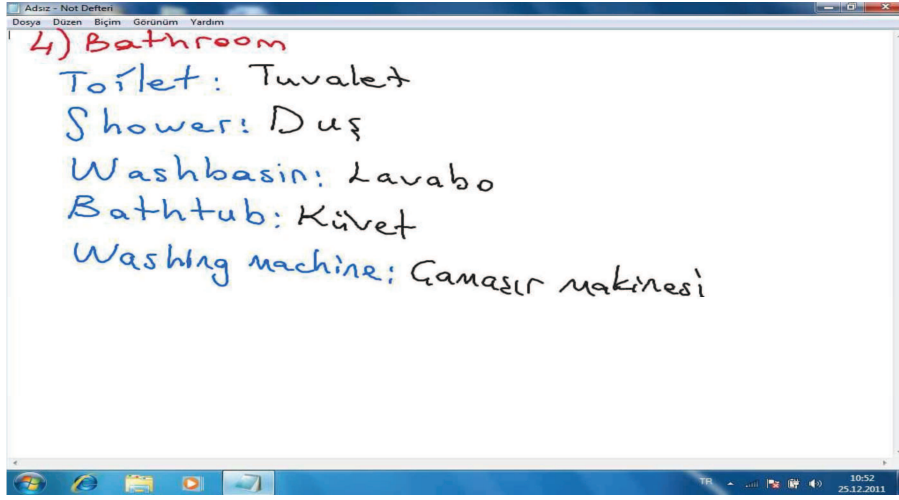 Adsız - Not Defteri
Dosya Düzen Biçim Görünüm Yardım
4) Bathroom
Toilet: Tuvalet
Shower: Duş
Washbasin: Lavabo
Bathtub: Küvet
Washing machine: Çamaşır makinesi
TR
10:52
25.12.2011